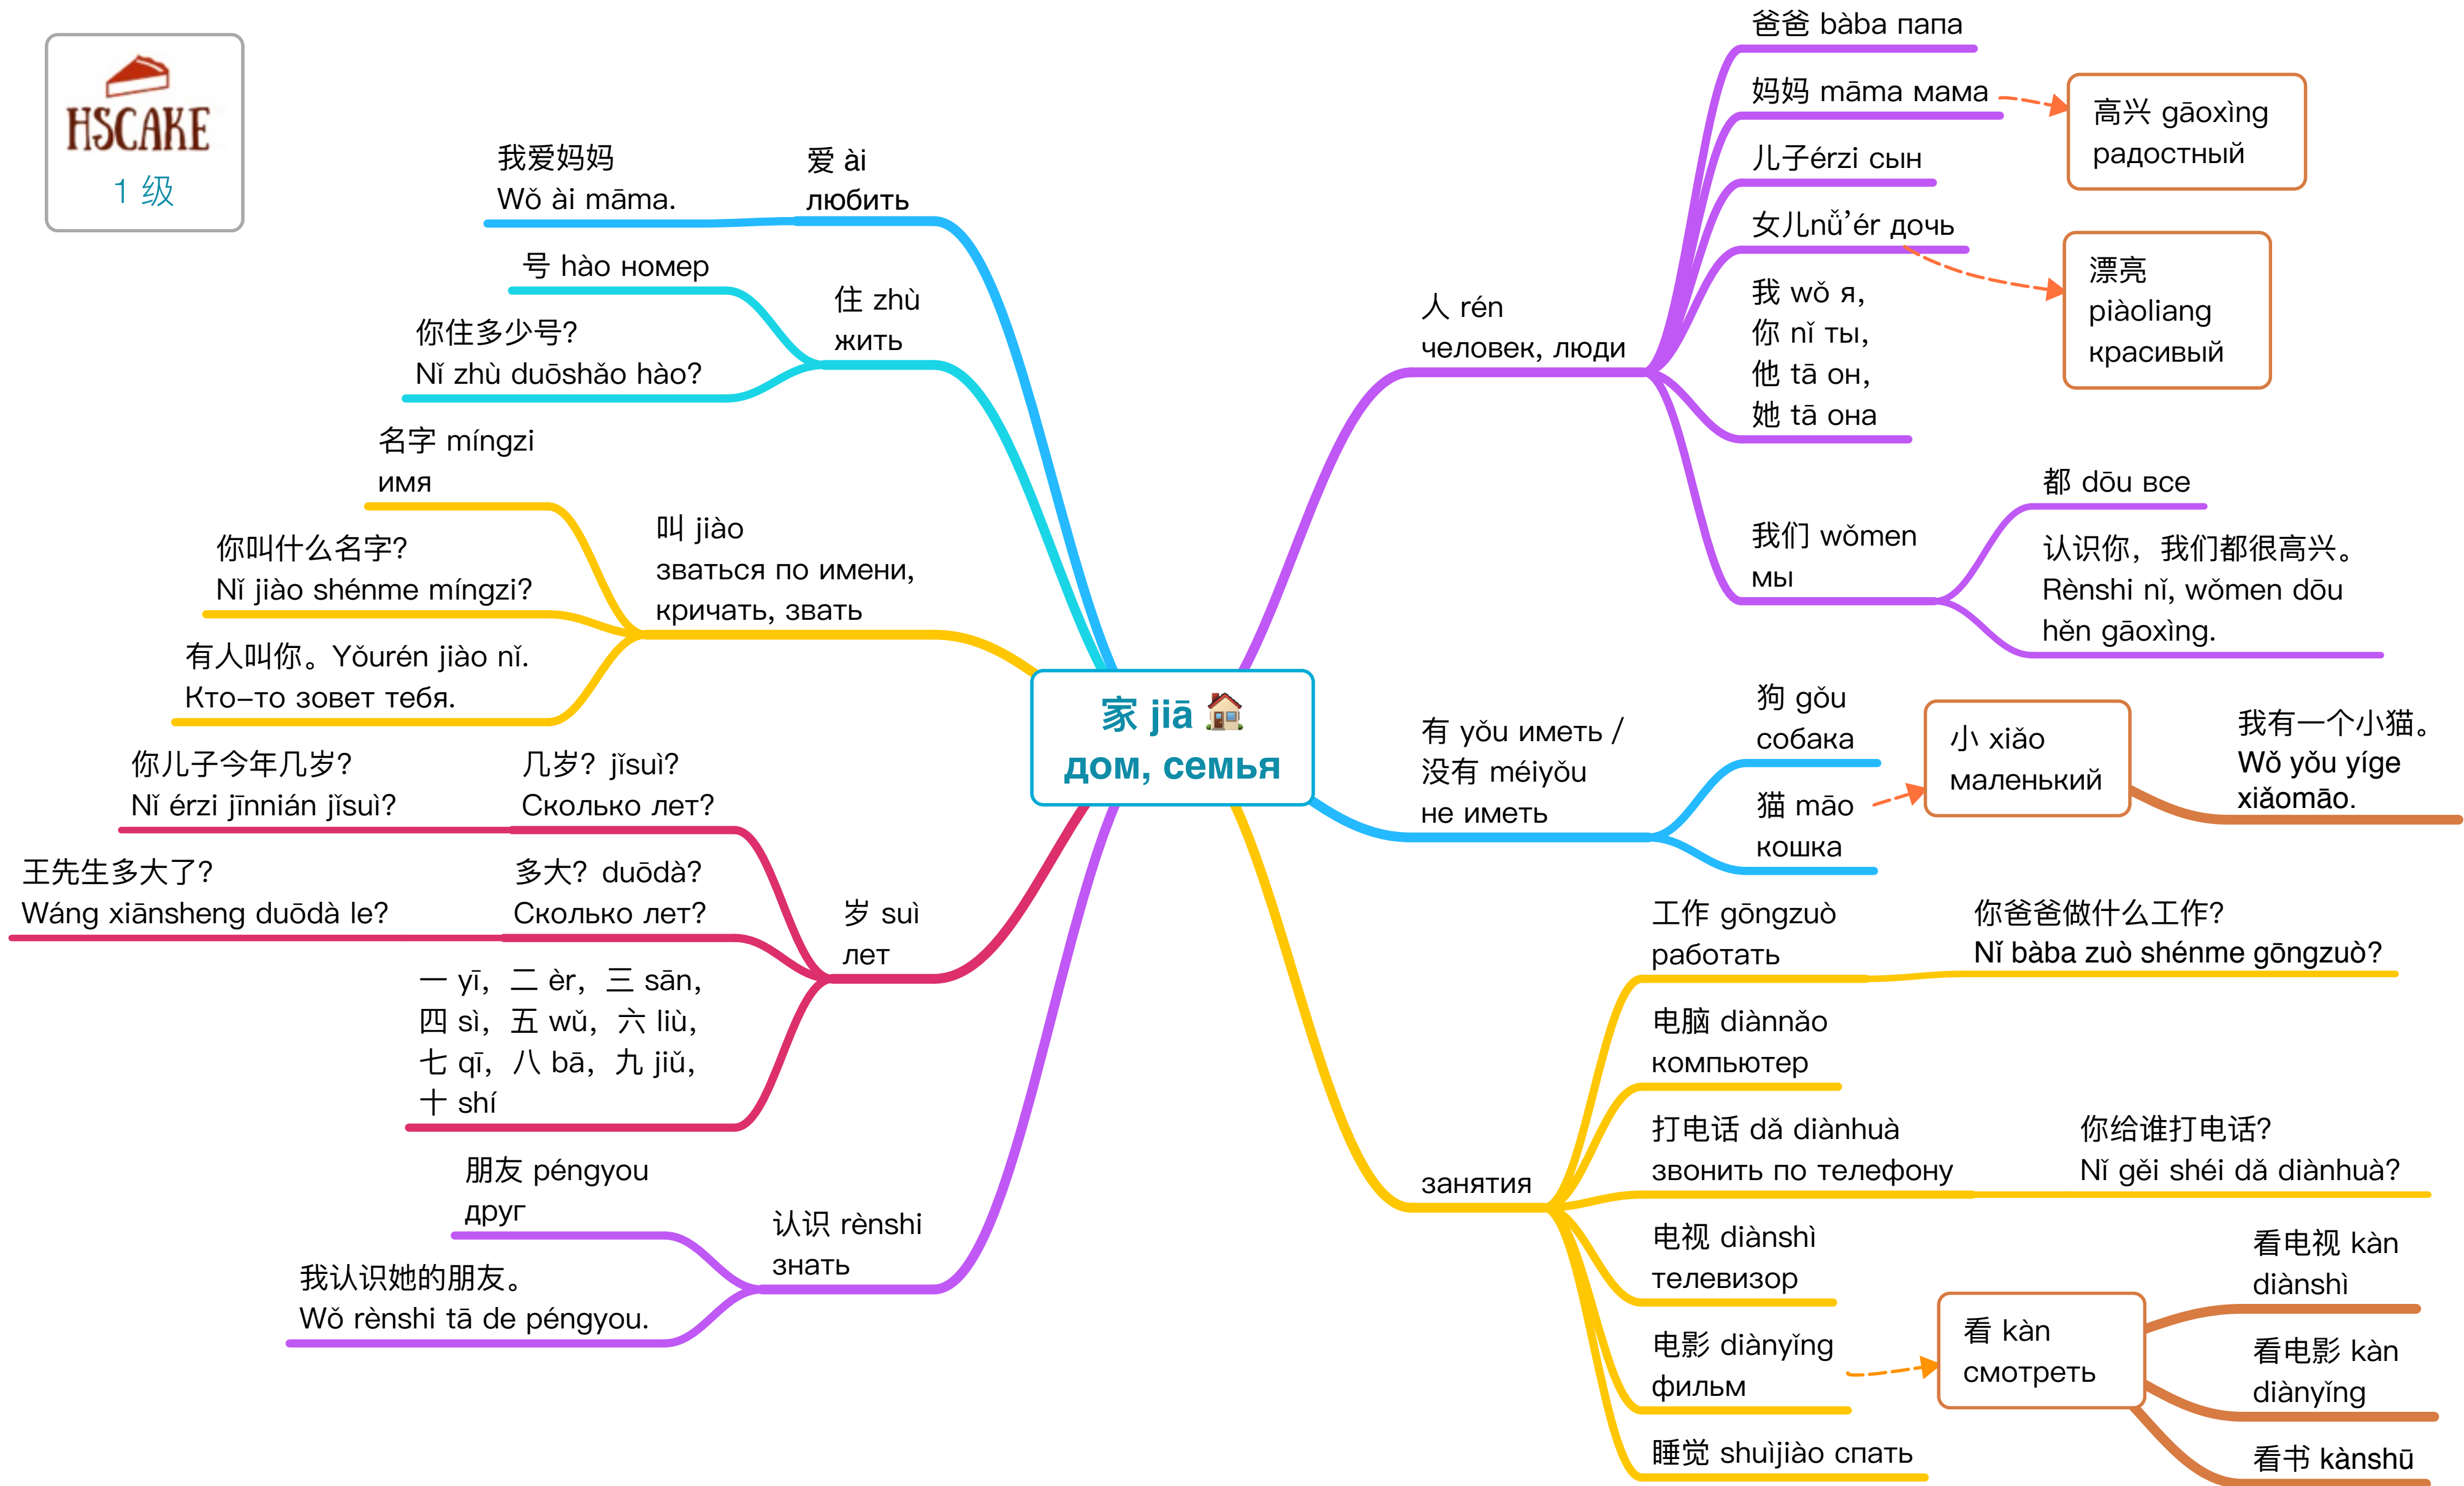 HSCAKE
1 级
家 jiā 🏠
дом, семья
爱 ài
любить
我爱妈妈
Wǒ ài māma.
住 zhù
жить
号 hào номер
你住多少号？
Nǐ zhù duōshǎo hào?
叫 jiào
зваться по имени,
кричать, звать
名字 míngzi
имя
你叫什么名字？
Nǐ jiào shénme míngzi?
有人叫你。Yǒurén jiào nǐ.
Кто-то зовет тебя.
岁 suì
лет
几岁？jǐsuì?
Сколько лет?
你儿子今年几岁？
Nǐ érzi jīnnián jǐsuì?
多大？duōdà?
Сколько лет?
王先生多大了？
Wáng xiānsheng duōdà le?
一 yī，二 èr，三 sān，
四 sì，五 wǔ，六 liù，
七 qī，八 bā，九 jiǔ，
十 shí
认识 rènshi
знать
朋友 péngyou
друг
我认识她的朋友。
Wǒ rènshi tā de péngyou.
人 rén
человек, люди
爸爸 bàba папа
妈妈 māma мама
高兴 gāoxìng
радостный
儿子érzi сын
女儿nǚ’ér дочь
漂亮
piàoliang
красивый
我 wǒ я,
你 nǐ ты,
他 tā он,
她 tā она
我们 wǒmen
мы
都 dōu все
认识你，我们都很高兴。
Rènshi nǐ, wǒmen dōu
hěn gāoxìng.
有 yǒu иметь /
没有 méiyǒu
не иметь
狗 gǒu
собака
猫 māo
кошка
小 xiǎo
маленький
我有一个小猫。
Wǒ yǒu yíge
xiǎomāo.
занятия
工作 gōngzuò
работать
你爸爸做什么工作？
Nǐ bàba zuò shénme gōngzuò?
电脑 diànnǎo
компьютер
打电话 dǎ diànhuà
звонить по телефону
你给谁打电话？
Nǐ gěi shéi dǎ diànhuà?
电视 diànshì
телевизор
电影 diànyǐng
фильм
看 kàn
смотреть
看电视 kàn
diànshì
看电影 kàn
diànyǐng
看书 kànshū
睡觉 shuìjiào спать